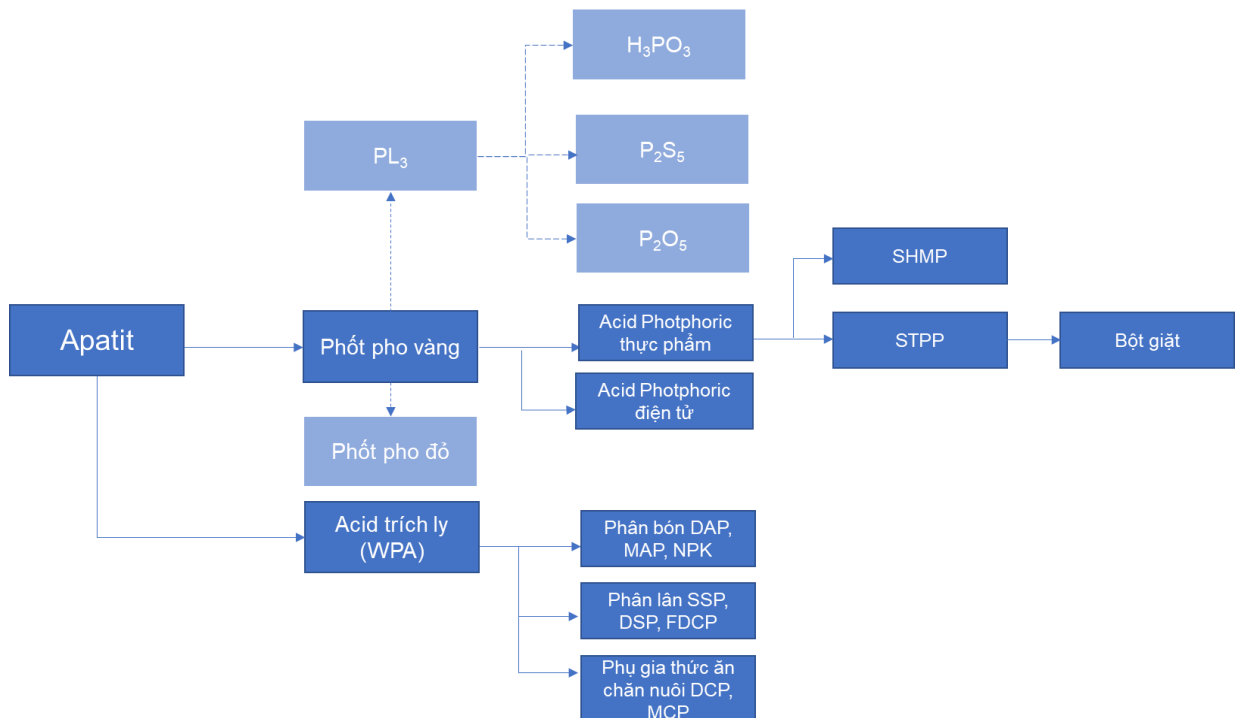 H₃PO₃
PL₃
P₂S₅
P₂O₅
SHMP
Apatit
Phốt pho vàng
Acid Photphoric
thực phẩm
STPP
Bột giặt
Acid Photphoric
điện tử
Phốt pho đỏ
Acid trích ly
(WPA)
Phân bón DAP,
MAP, NPK
Phân lân SSP,
DSP, FDCP
Phụ gia thức ăn
chăn nuôi DCP,
MCP